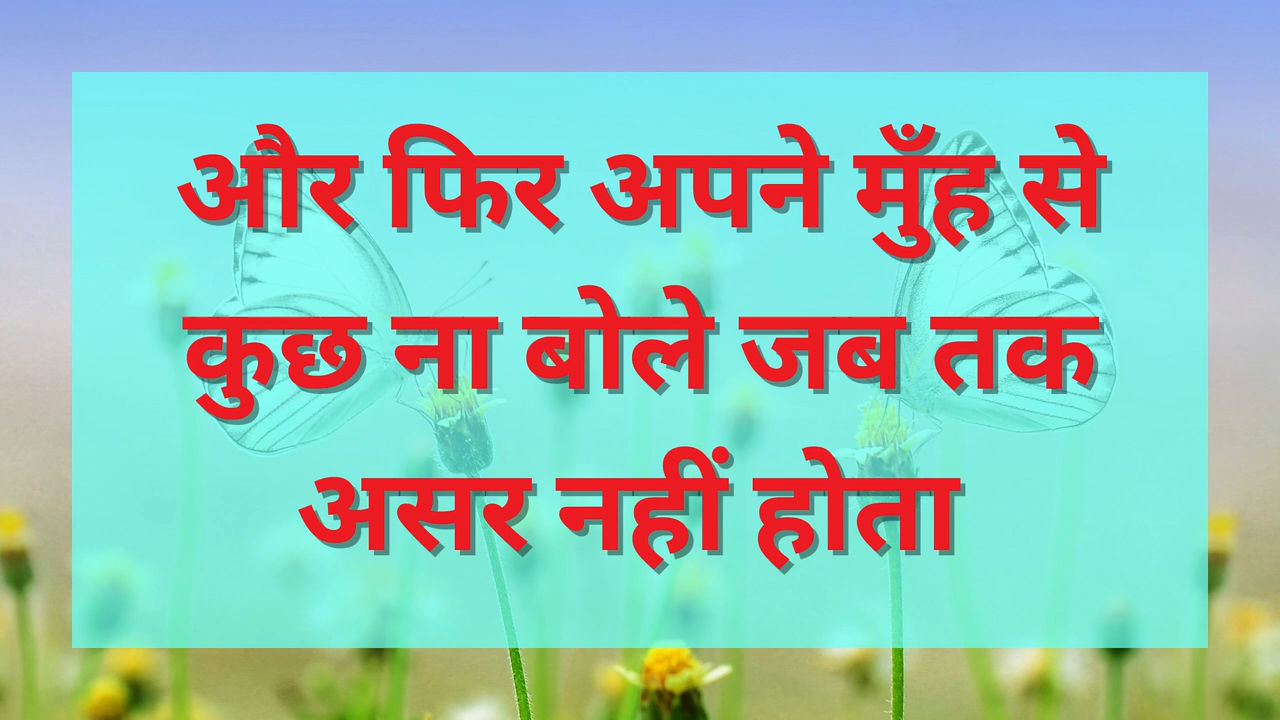 और फिर अपने मुँह से
कुछ ना बोले जब तक
असर नहीं होता